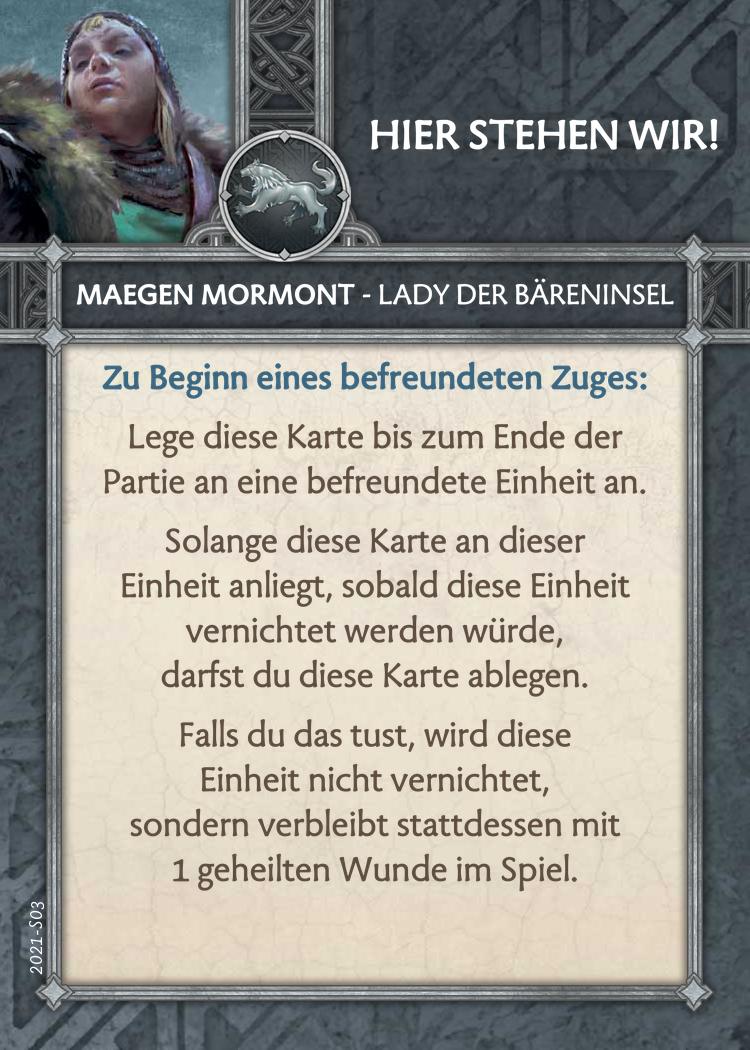 HIER STEHEN WIR!
MAEGEN MORMONT - LADY DER BÄRENINSEL
Zu Beginn eines befreundeten Zuges:
Lege diese Karte bis zum Ende der
Partie an eine befreundete Einheit an.
Solange diese Karte an dieser
Einheit anliegt, sobald diese Einheit
vernichtet werden würde,
darfst du diese Karte ablegen.
Falls du das tust, wird diese
Einheit nicht vernichtet,
sondern verbleibt stattdessen mit
1 geheilten Wunde im Spiel.
2021-S03